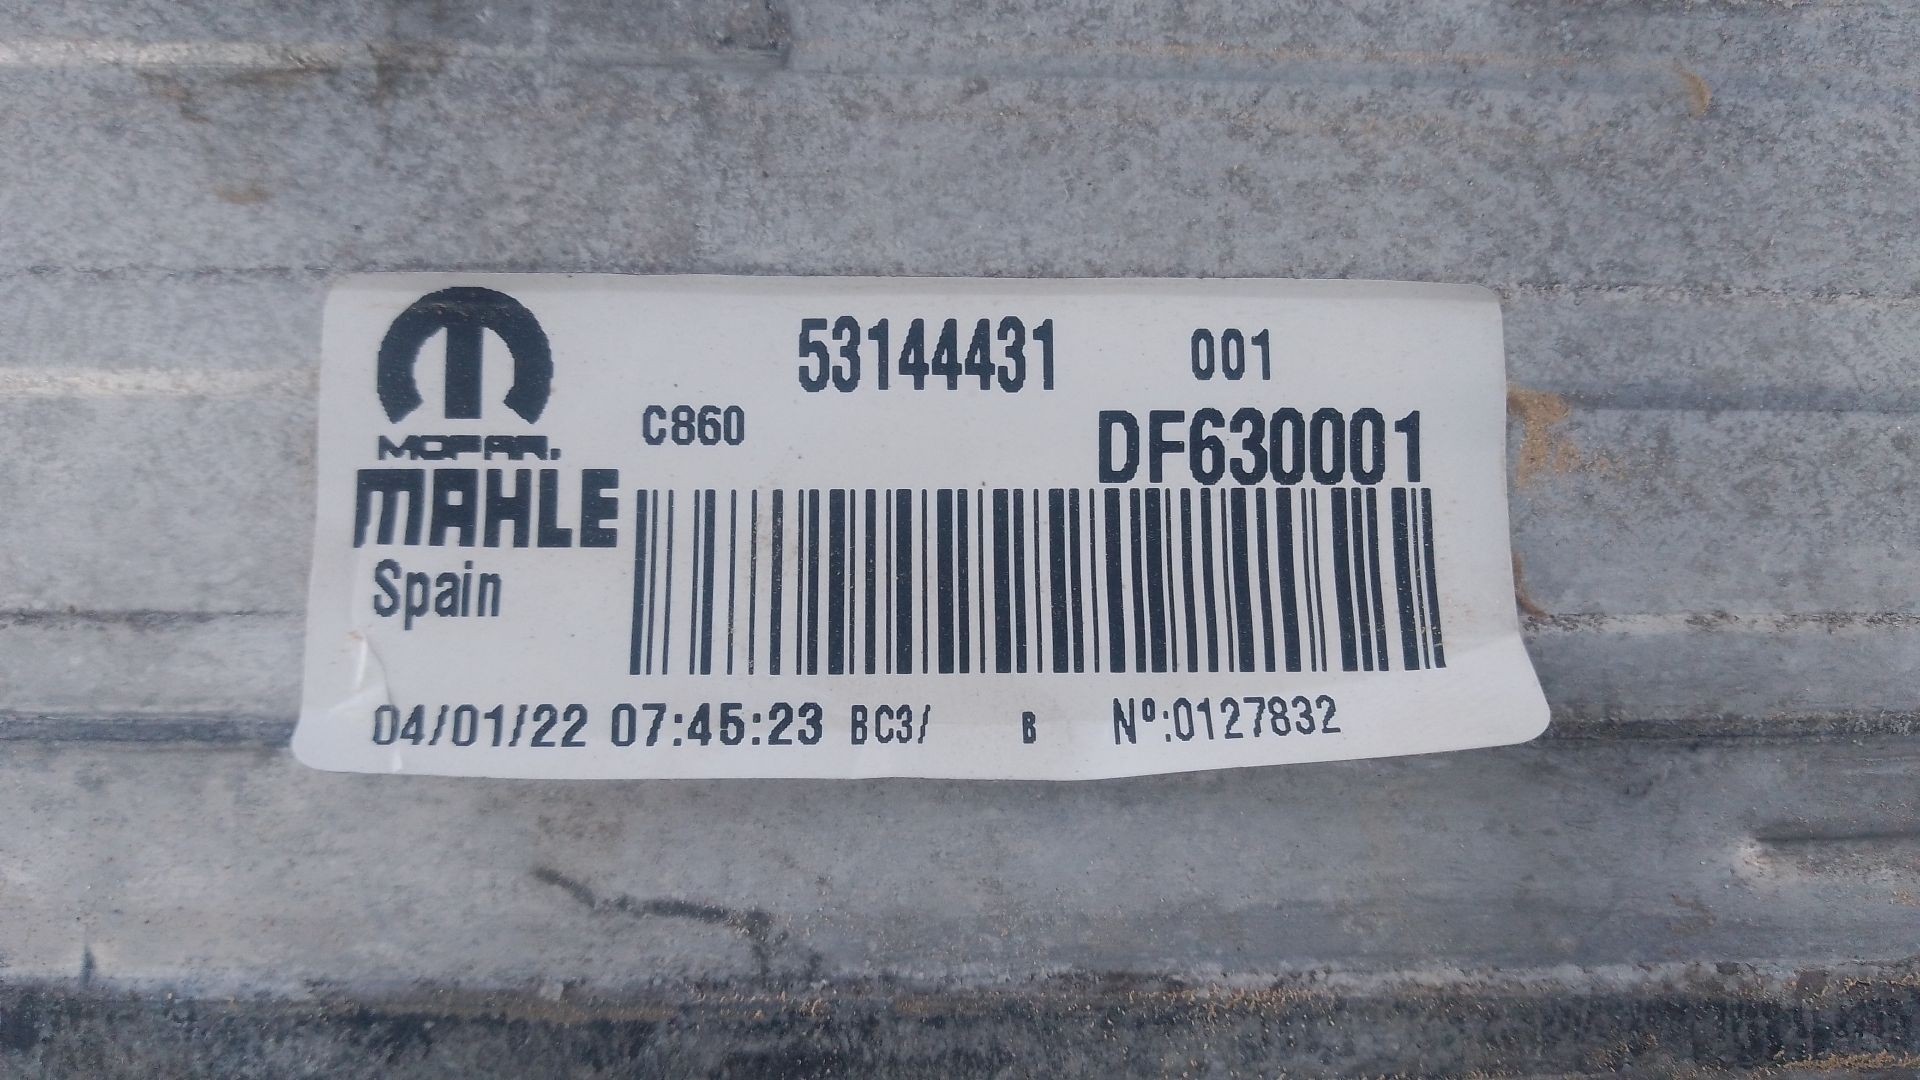 53144431 001
C860 DF630001
MOPAR.
MAHLE
Spain
04/01/22 07:45:23 BC3/ B Nº:0127832